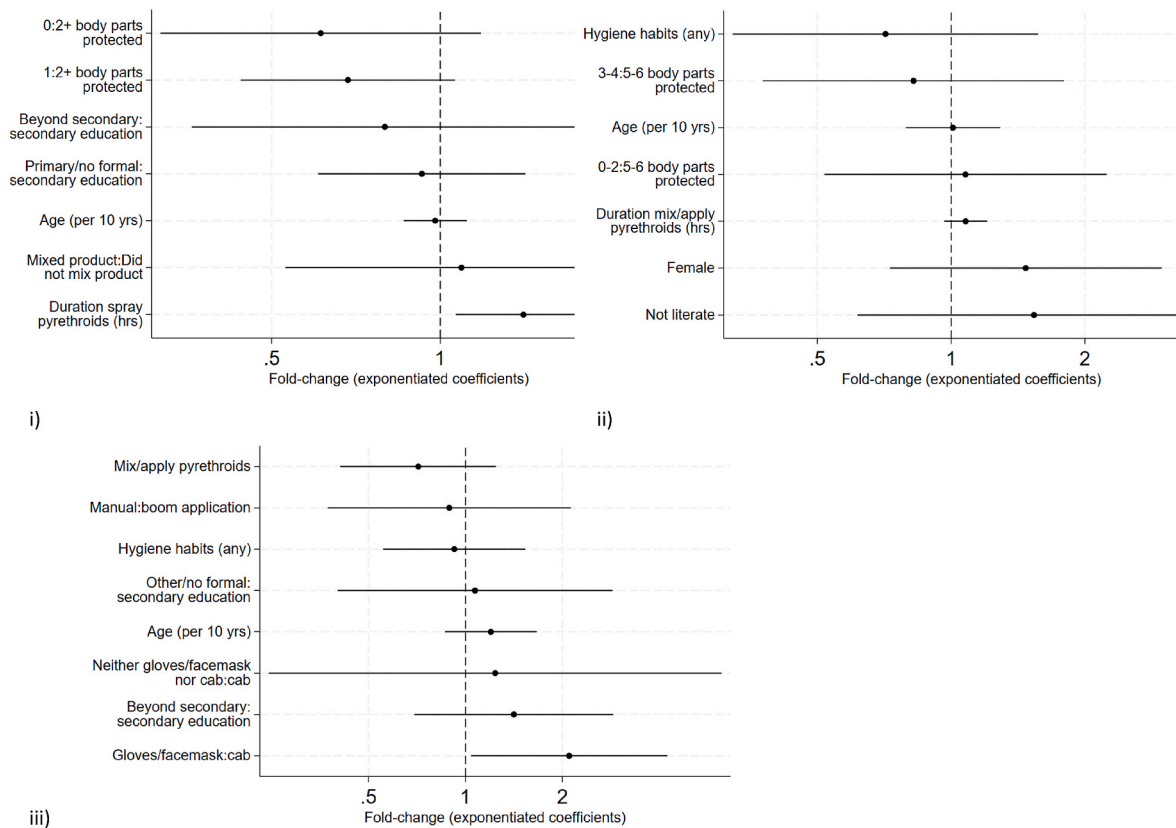 0:2+ body parts
protected
1:2+ body parts
protected
Beyond secondary:
secondary education
Primary/no formal:
secondary education
Age (per 10 yrs)
Mixed product:Did
not mix product
Duration spray
pyrethroids (hrs)
.5
1
Fold-change (exponentiated coefficients)
i)
Hygiene habits (any)
3-4:5-6 body parts
protected
Age (per 10 yrs)
0-2:5-6 body parts
protected
Duration mix/apply
pyrethroids (hrs)
Female
Not literate
.5
1
2
Fold-change (exponentiated coefficients)
ii)
Mix/apply pyrethroids
Manual:boom application
Hygiene habits (any)
Other/no formal:
secondary education
Age (per 10 yrs)
Neither gloves/facemask
nor cab:cab
Beyond secondary:
secondary education
Gloves/facemask:cab
.5
1
2
Fold-change (exponentiated coefficients)
iii)